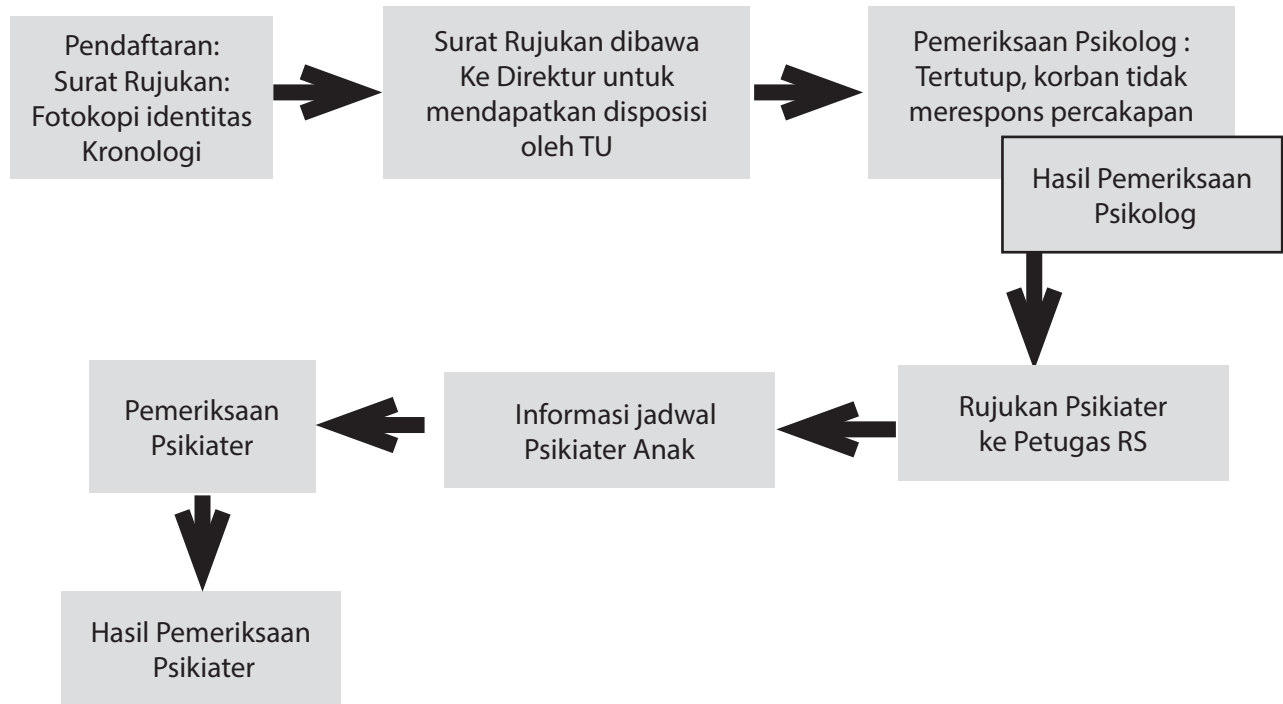 Pendaftaran:
Surat Rujukan:
Fotokopi identitas
Kronologi
Surat Rujukan dibawa
Ke Direktur untuk
mendapatkan disposisi
oleh TU
Pemeriksaan Psikolog :
Tertutup, korban tidak
merespons percakapan
Hasil Pemeriksaan
Psikolog
Rujukan Psikiater
ke Petugas RS
Informasi jadwal
Psikiater Anak
Pemeriksaan
Psikiater
Hasil Pemeriksaan
Psikiater